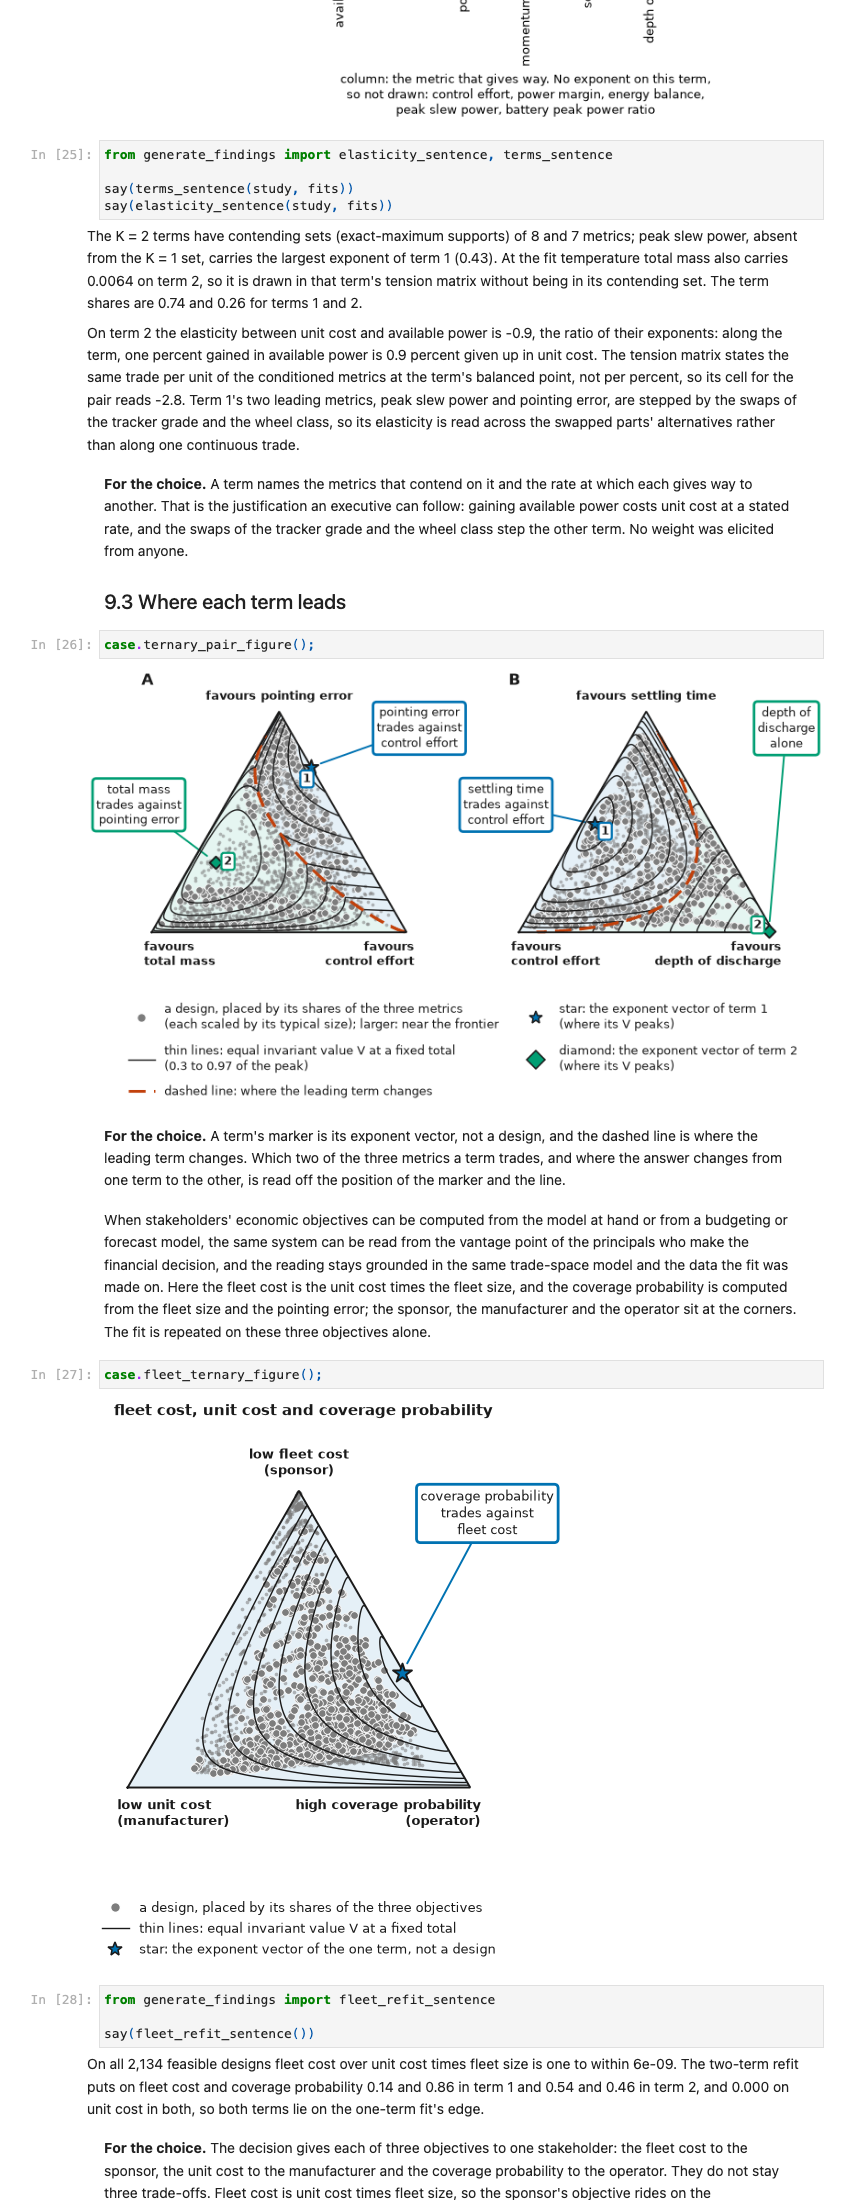 momentum
column: the metric that gives way. No exponent on this term,
so not drawn: control effort, power margin, energy balance,
peak slew power, battery peak power ratio
In [25]:
from generate_findings import elasticity_sentence, terms_sentence
say(terms_sentence(study, fits))
say(elasticity_sentence(study, fits))
The K = 2 terms have contending sets (exact-maximum supports) of 8 and 7 metrics; peak slew power, absent
from the K = 1 set, carries the largest exponent of term 1 (0.43). At the fit temperature total mass also carries
0.0064 on term 2, so it is drawn in that term's tension matrix without being in its contending set. The term
shares are 0.74 and 0.26 for terms 1 and 2.
On term 2 the elasticity between unit cost and available power is -0.9, the ratio of their exponents: along the
term, one percent gained in available power is 0.9 percent given up in unit cost. The tension matrix states the
same trade per unit of the conditioned metrics at the term's balanced point, not per percent, so its cell for the
pair reads -2.8. Term 1's two leading metrics, peak slew power and pointing error, are stepped by the swaps of
the tracker grade and the wheel class, so its elasticity is read across the swapped parts' alternatives rather
than along one continuous trade.
For the choice. A term names the metrics that contend on it and the rate at which each gives way to
another. That is the justification an executive can follow: gaining available power costs unit cost at a stated
rate, and the swaps of the tracker grade and the wheel class step the other term. No weight was elicited
from anyone.
9.3 Where each term leads
In [26]:
case.ternary_pair_figure();
A
favours pointing error
pointing error
trades against
control effort
1
total mass
trades against
pointing error
2
favours
total mass
favours
control effort
B
favours settling time
depth of
discharge
alone
settling time
trades against
control effort
1
2
favours
control effort
favours
depth of discharge
a design, placed by its shares of the three metrics
(each scaled by its typical size); larger: near the frontier
thin lines: equal invariant value V at a fixed total
(0.3 to 0.97 of the peak)
dashed line: where the leading term changes
star: the exponent vector of term 1
(where its V peaks)
diamond: the exponent vector of term 2
(where its V peaks)
For the choice. A term's marker is its exponent vector, not a design, and the dashed line is where the
leading term changes. Which two of the three metrics a term trades, and where the answer changes from
one term to the other, is read off the position of the marker and the line.
When stakeholders' economic objectives can be computed from the model at hand or from a budgeting or
forecast model, the same system can be read from the vantage point of the principals who make the
financial decision, and the reading stays grounded in the same trade-space model and the data the fit was
made on. Here the fleet cost is the unit cost times the fleet size, and the coverage probability is computed
from the fleet size and the pointing error; the sponsor, the manufacturer and the operator sit at the corners.
The fit is repeated on these three objectives alone.
In [27]:
case.fleet_ternary_figure();
fleet cost, unit cost and coverage probability
low fleet cost
(sponsor)
coverage probability
trades against
fleet cost
low unit cost
(manufacturer)
high coverage probability
(operator)
a design, placed by its shares of the three objectives
thin lines: equal invariant value V at a fixed total
star: the exponent vector of the one term, not a design
In [28]:
from generate_findings import fleet_refit_sentence
say(fleet_refit_sentence())
On all 2,134 feasible designs fleet cost over unit cost times fleet size is one to within 6e-09. The two-term refit
puts on fleet cost and coverage probability 0.14 and 0.86 in term 1 and 0.54 and 0.46 in term 2, and 0.000 on
unit cost in both, so both terms lie on the one-term fit's edge.
For the choice. The decision gives each of three objectives to one stakeholder: the fleet cost to the
sponsor, the unit cost to the manufacturer and the coverage probability to the operator. They do not stay
three trade-offs. Fleet cost is unit cost times fleet size, so the sponsor's objective rides on the